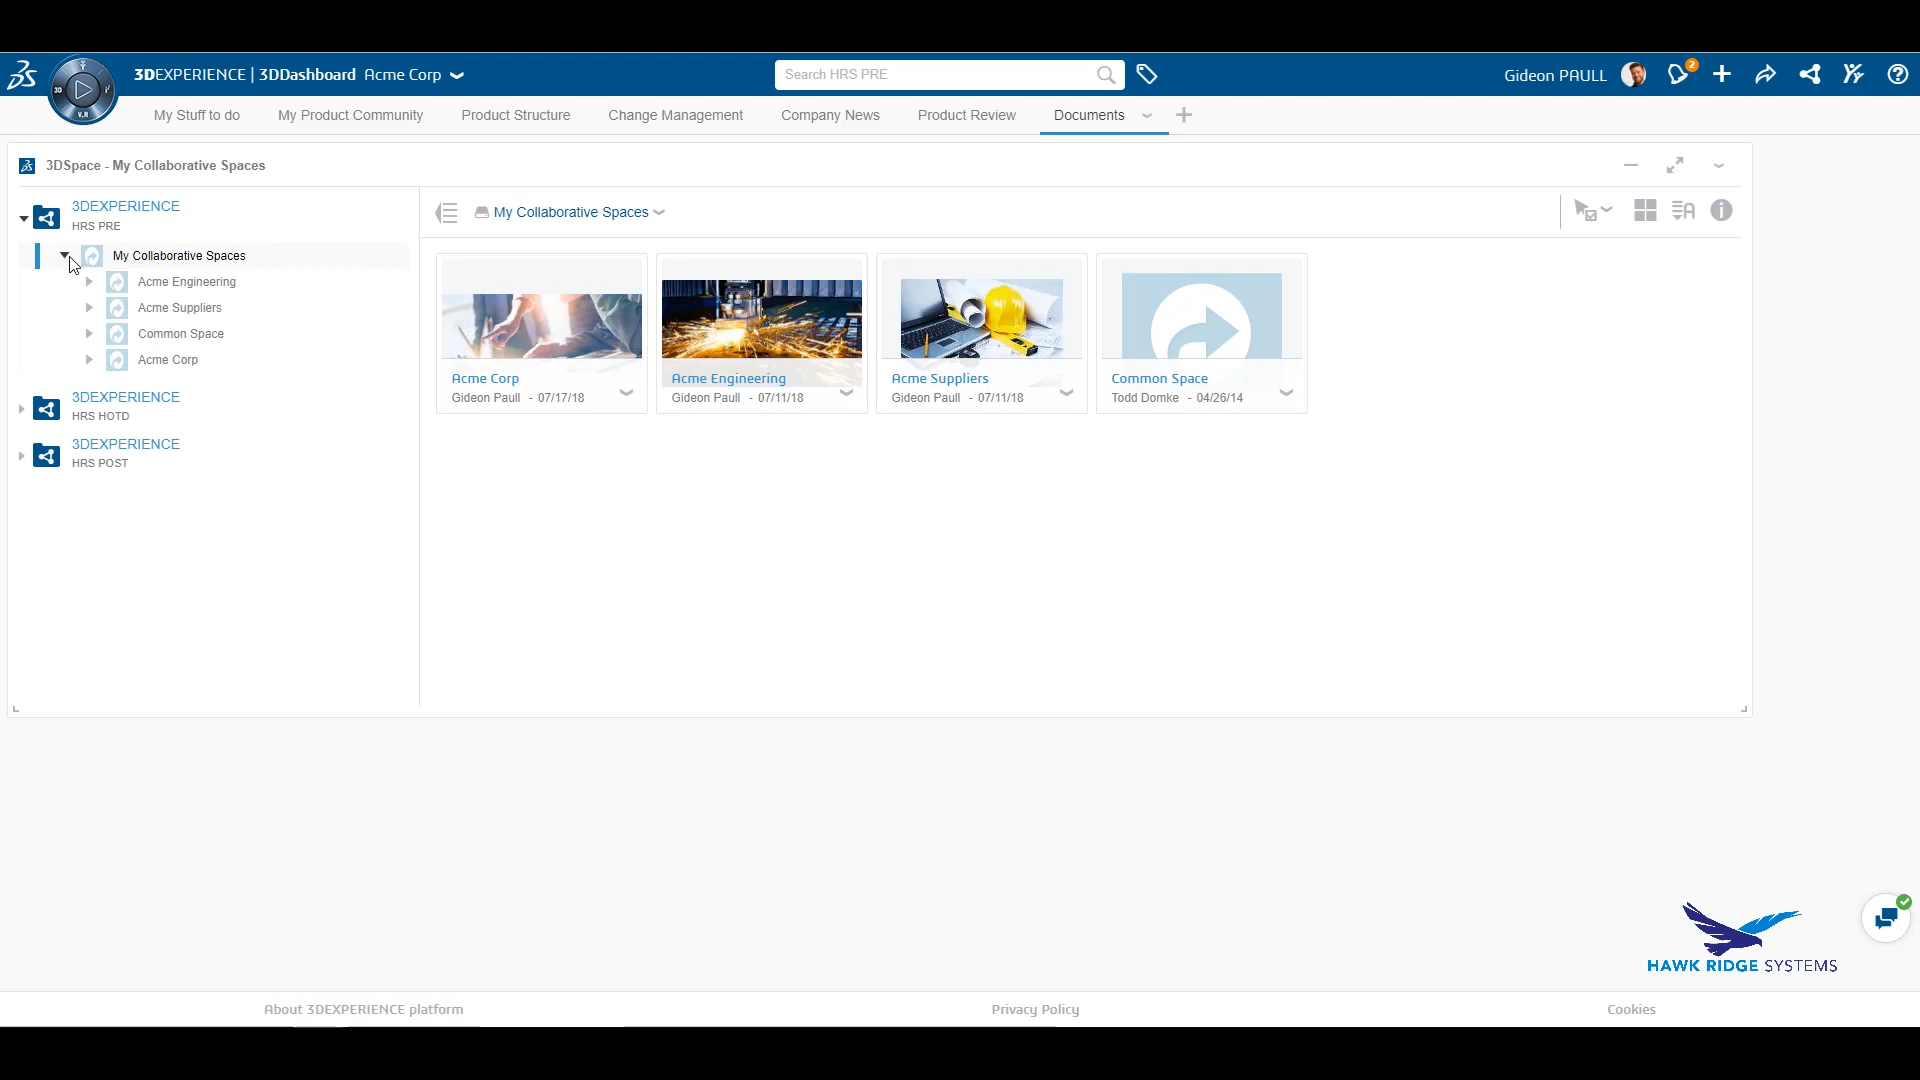 3DEXPERIENCE | 3DDashboard Acme Corp
Search HRS PRE
Gideon PAULL
2
3D
V.R
My Stuff to do
My Product Community
Product Structure
Change Management
Company News
Product Review
Documents
3DSpace - My Collaborative Spaces
3DEXPERIENCE
HRS PRE
My Collaborative Spaces
Acme Engineering
Acme Suppliers
Common Space
Acme Corp
3DEXPERIENCE
HRS HOTD
3DEXPERIENCE
HRS POST
My Collaborative Spaces
Acme Corp
Gideon Paull - 07/17/18
Acme Engineering
Gideon Paull - 07/11/18
Acme Suppliers
Gideon Paull - 07/11/18
Common Space
Todd Domke - 04/26/14
HAWK RIDGE SYSTEMS
About 3DEXPERIENCE platform
Privacy Policy
Cookies